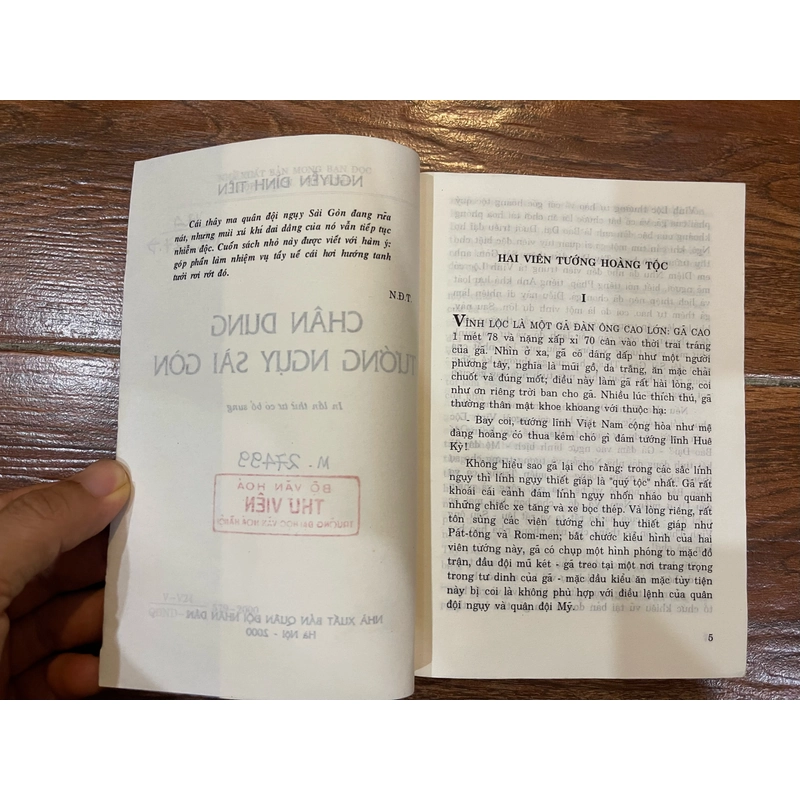 Cái thây ma quân đội ngụy Sài Gòn đang rữa
nát, nhưng mùi xú khí dai dẳng của nó vẫn tiếp tục
nhiễm độc. Cuốn sách nhỏ này được viết với hàm ý:
góp phần làm nhiệm vụ tẩy uế cái hơi hướng tanh
tưởi rơi rớt đó.
N.Đ.T
NGUYỄN ĐÌNH TIÊN
CHÂN DUNG
TƯỚNG NGỤY SÀI GÒN
In lần thứ tư có bổ sung
M - 27499
BỘ VĂN HOÁ
THƯ VIỆN
TRƯỜNG ĐẠI HỌC VĂN HOÁ HÀ NỘI
NHÀ XUẤT BẢN QUÂN ĐỘI NHÂN DÂN
Hà Nội - 2000
HAI VIÊN TƯỚNG HOÀNG TỘC
I
VĨNH LỘC LÀ MỘT GÃ ĐÀN ÔNG CAO LỚN: GÃ CAO
1 mét 78 và nặng xấp xỉ 70 cân vào thời trai tráng
của gã. Nhìn ở xa, gã có dáng dấp như một người
phương tây, nghĩa là mũi gồ, da trắng, ăn mặc chải
chuốt và đúng mốt; điều này làm gã rất hài lòng, coi
như ơn riêng trời ban cho gã. Nhiều lúc thích thú, gã
thường thân mật khoe khoang với thuộc hạ:
- Bay coi, tướng lĩnh Việt Nam cộng hòa như mẹ
đàng hoảng có thua kém chó gì đám tướng lĩnh Huê
Kỳ!
Không hiểu sao gã lại cho rằng: trong các sắc lính
ngụy thì lính ngụy thiết giáp là "quý tộc" nhất. Gã rất
khoái cái cảnh đám lính ngụy nhốn nháo bu quanh
những chiếc xe tăng và xe bọc thép. Và lòng riêng, rất
tôn sùng các viên tướng chỉ huy thiết giáp như
Pát-tông và Rom-men; bắt chước kiểu hình của hai
viên tướng này, gã có chụp một hình phóng to mặc đồ
trận, đầu đội mũ két - gã treo tại một nơi trang trọng
trong tư dinh của gã - mặc dầu kiểu ăn mặc tùy tiện
này bị coi là không phù hợp với điều lệnh của quân
đội ngụy và quân đội Mỹ.
5